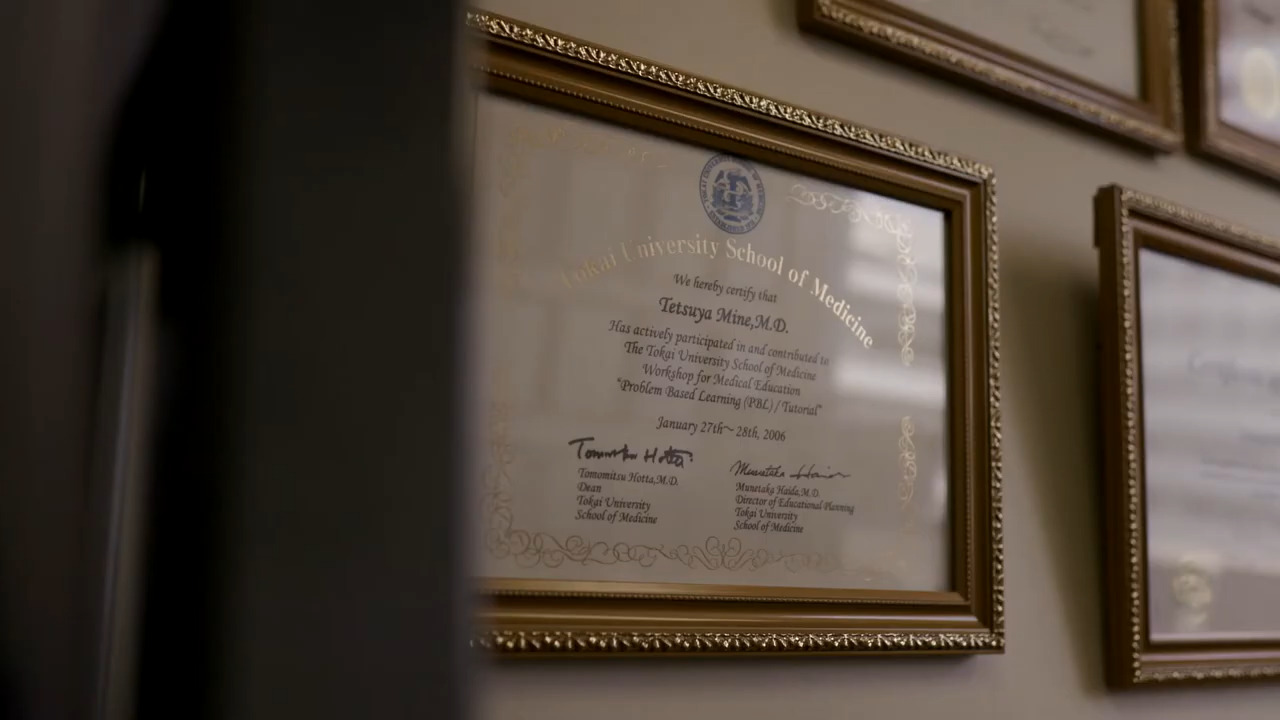 Tokai University School of Medicine
We hereby certify that
Tetsuya Mine,M.D.
Has actively participated in and contributed to
The Tokai University School of Medicine
Workshop for Medical Education
"Problem Based Learning (PBL) / Tutorial"
January 27th～28th, 2006
Tomomitsu Hotta,M.D.
Dean
Tokai University
School of Medicine
Munetaka Haida,M.D.
Director of Educational Planning
Tokai University
School of Medicine